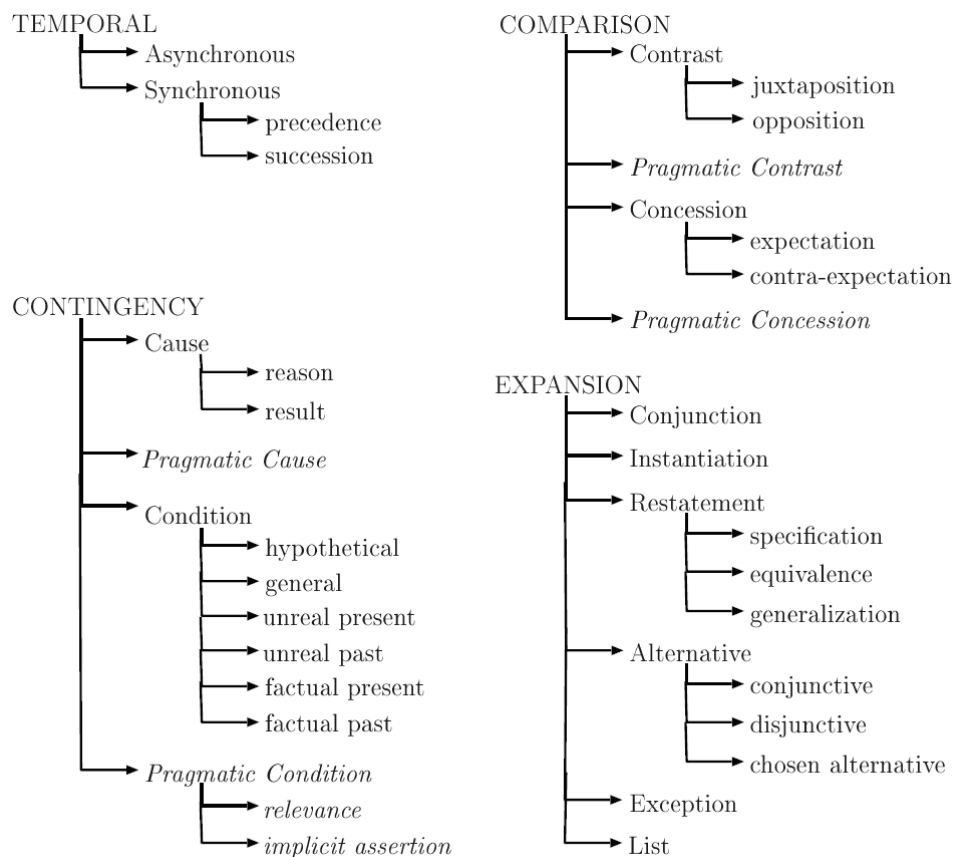 TEMPORAL
Asynchronous
Synchronous
precedence
succession
CONTINGENCY
Cause
reason
result
Pragmatic Cause
Condition
hypothetical
general
unreal present
unreal past
factual present
factual past
Pragmatic Condition
relevance
implicit assertion
COMPARISON
Contrast
juxtaposition
opposition
Pragmatic Contrast
Concession
expectation
contra-expectation
Pragmatic Concession
EXPANSION
Conjunction
Instantiation
Restatement
specification
equivalence
generalization
Alternative
conjunctive
disjunctive
chosen alternative
Exception
List